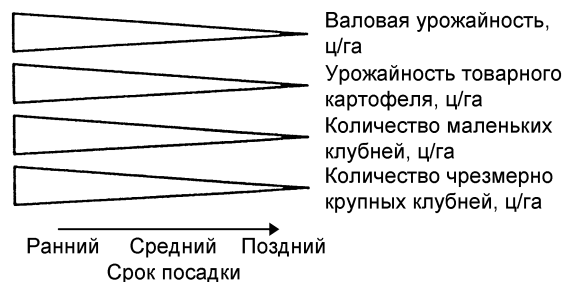 Валовая урожайность,
ц/га
Урожайность товарного
картофеля, ц/га
Количество маленьких
клубней, ц/га
Количество чрезмерно
крупных клубней, ц/га
Ранний Средний Поздний
Срок посадки